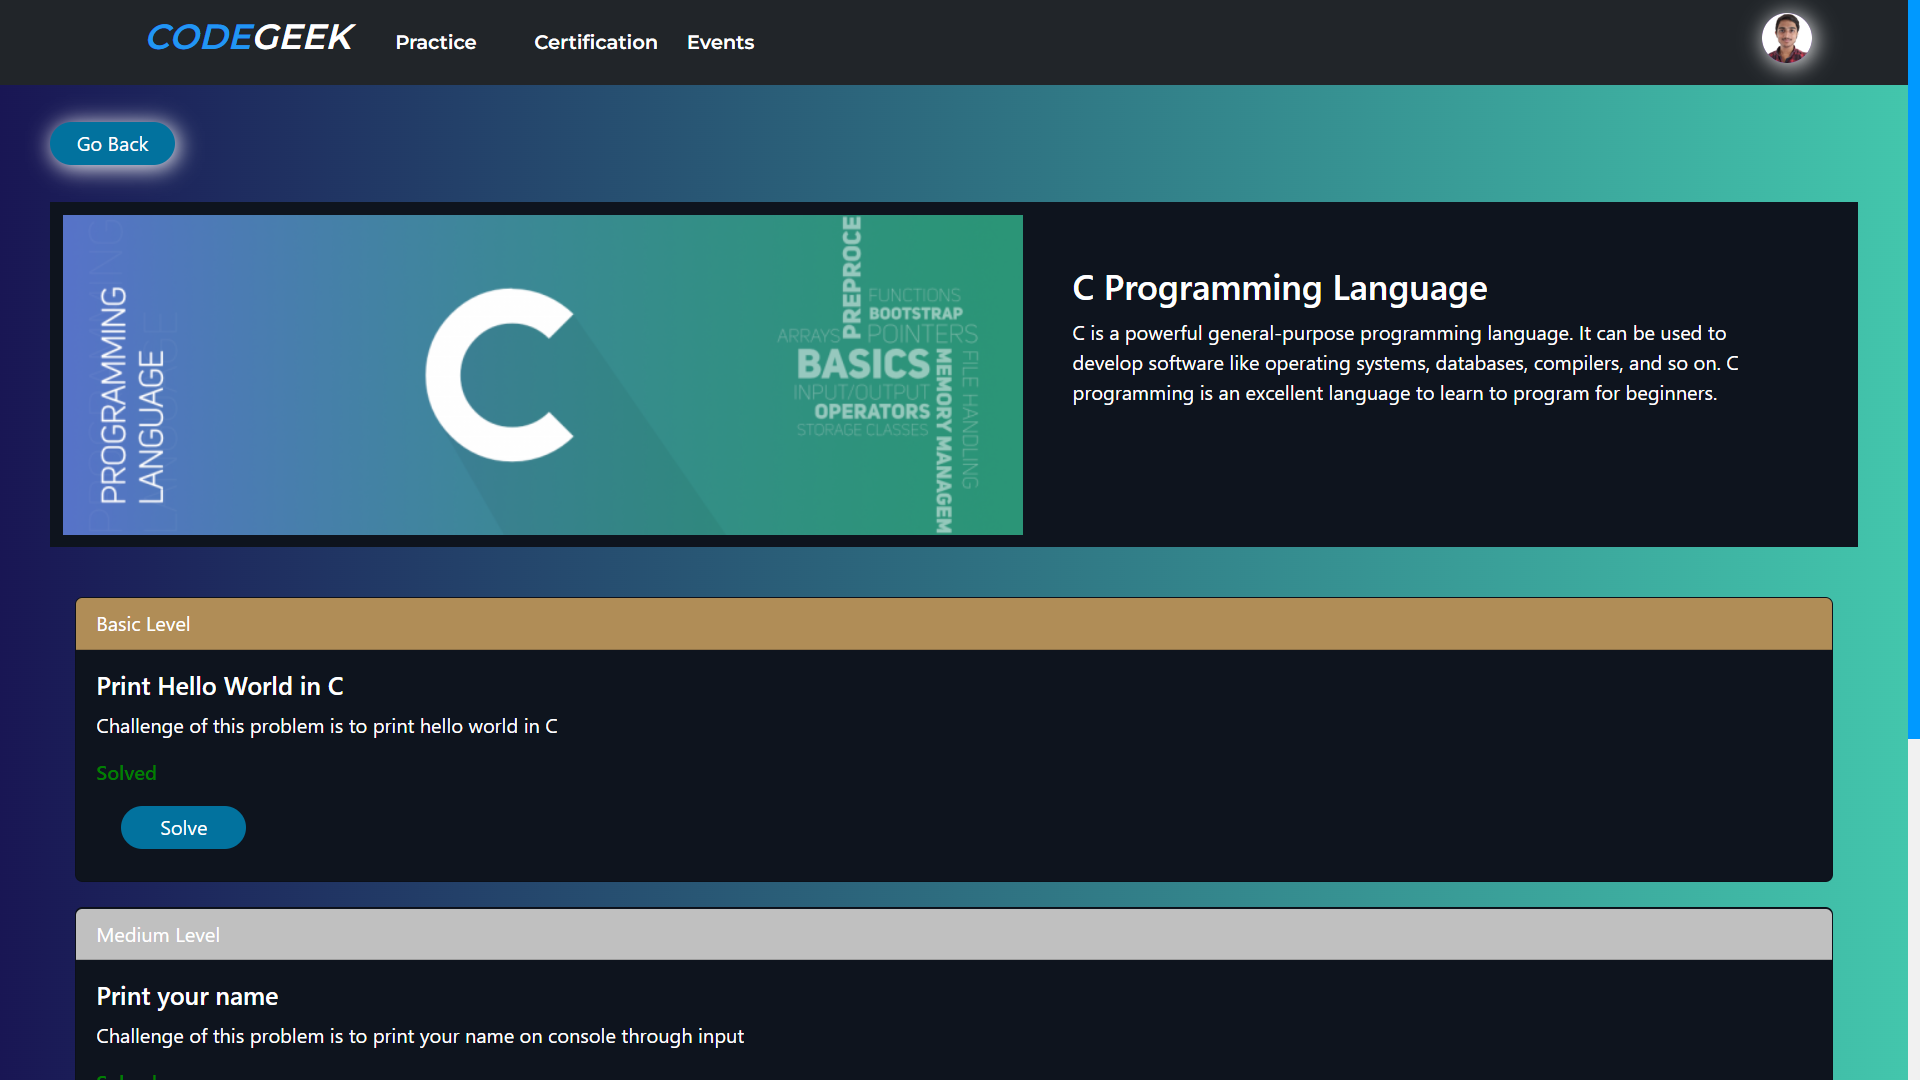 CODEGEEK
Practice
Certification
Events
Go Back
PROGRAMMING
LANGUAGE
PREPROCE
FUNCTIONS
BOOTSTRAP
ARRAYS
POINTERS
BASICS
INPUT/OUTPUT
OPERATORS
STORAGE CLASSES
MEMORY MANAGEM
FILE HANDLING
C
C Programming Language
C is a powerful general-purpose programming language. It can be used to
develop software like operating systems, databases, compilers, and so on. C
programming is an excellent language to learn to program for beginners.
Basic Level
Print Hello World in C
Challenge of this problem is to print hello world in C
Solved
Solve
Medium Level
Print your name
Challenge of this problem is to print your name on console through input